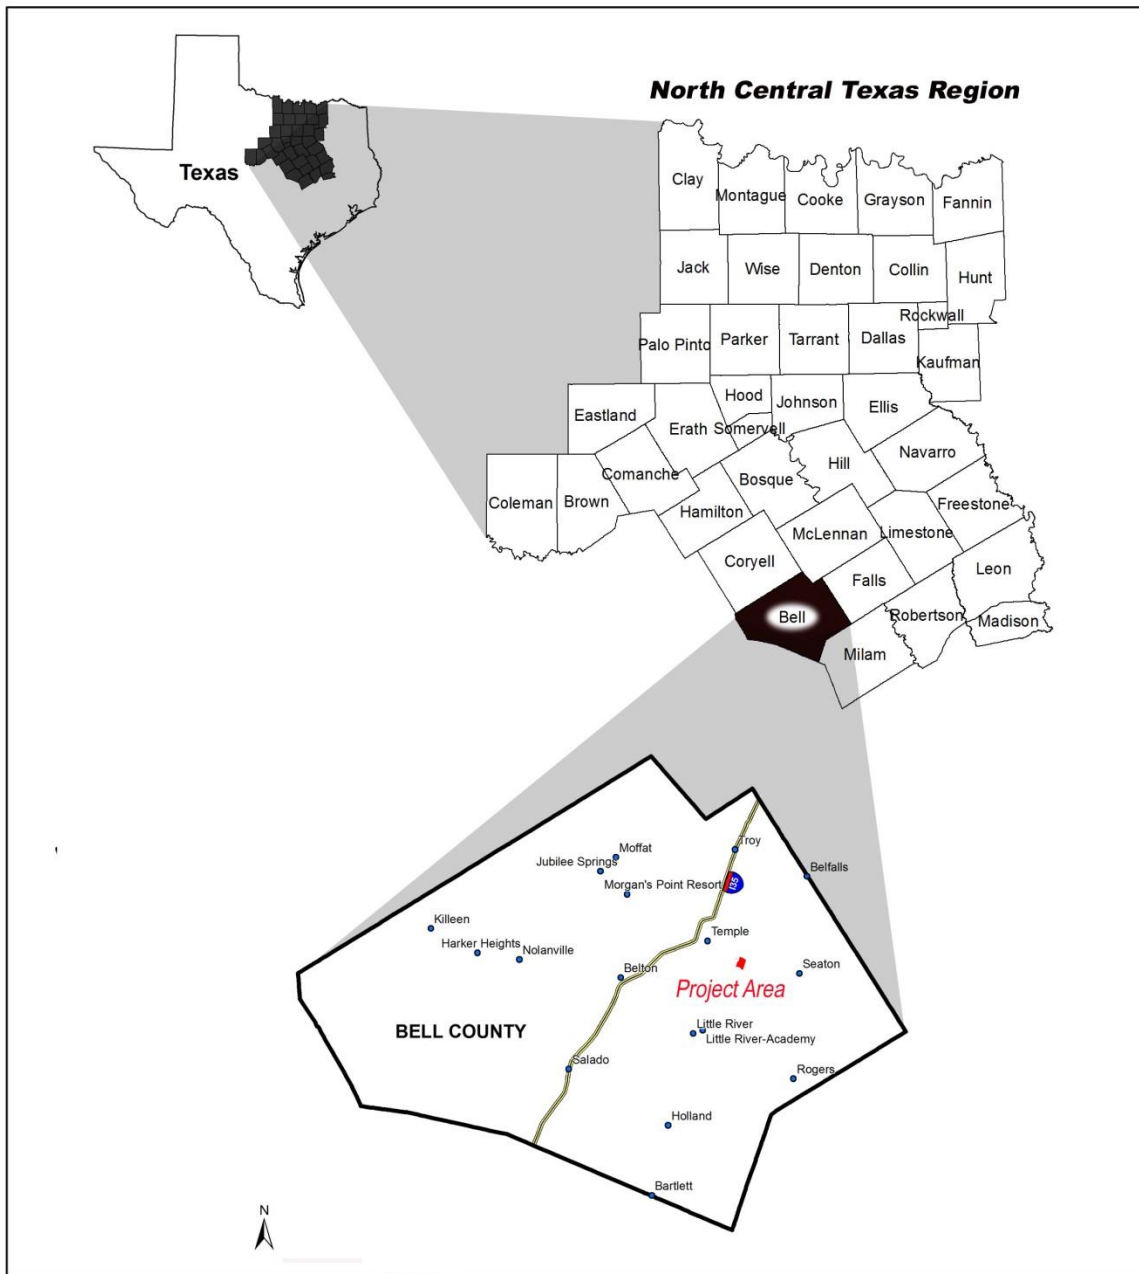 North Central Texas Region
Texas
Clay
Montague
Cooke
Grayson
Fannin
Jack
Wise
Denton
Collin
Hunt
Rockwall
Palo Pinto
Parker
Tarrant
Dallas
Kaufman
Hood
Johnson
Ellis
Eastland
Erath
Somervell
Navarro
Comanche
Hill
Bosque
Coleman
Brown
Hamilton
Freestone
McLennan
Limestone
Coryell
Falls
Leon
Bell
Robertson
Madison
Milam
Troy
Moffat
Jubilee Springs
Belfalls
Morgan's Point Resort
I35
Killeen
Temple
Harker Heights
Nolanville
Seaton
Belton
Project Area
BELL COUNTY
Little River
Little River-Academy
Salado
Rogers
Holland
Bartlett
N